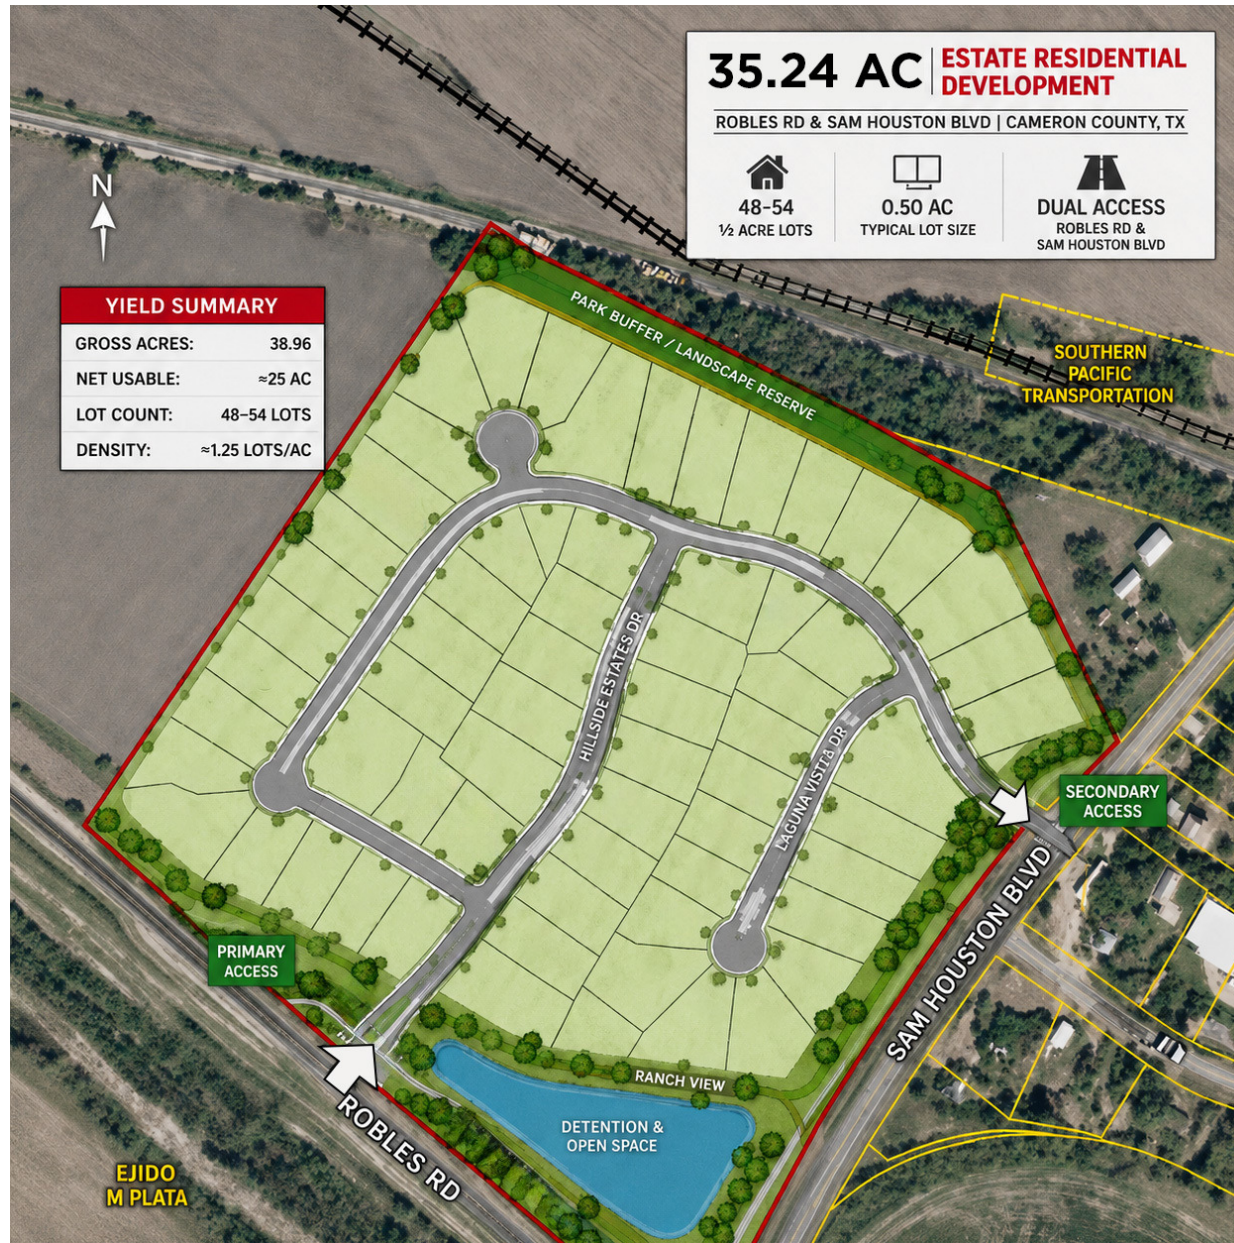 35.24 AC
ESTATE RESIDENTIAL
DEVELOPMENT
ROBLES RD & SAM HOUSTON BLVD | CAMERON COUNTY, TX
48–54
½ ACRE LOTS
0.50 AC
TYPICAL LOT SIZE
DUAL ACCESS
ROBLES RD &
SAM HOUSTON BLVD
N
YIELD SUMMARY
GROSS ACRES: 38.96
NET USABLE: ≈25 AC
LOT COUNT: 48–54 LOTS
DENSITY: ≈1.25 LOTS/AC
PARK BUFFER / LANDSCAPE RESERVE
SOUTHERN
PACIFIC
TRANSPORTATION
HILLSIDE ESTATES DR
LAGUNA VISTA DR
SECONDARY
ACCESS
SAM HOUSTON BLVD
PRIMARY
ACCESS
RANCH VIEW
DETENTION &
OPEN SPACE
ROBLES RD
EJIDO
M PLATA